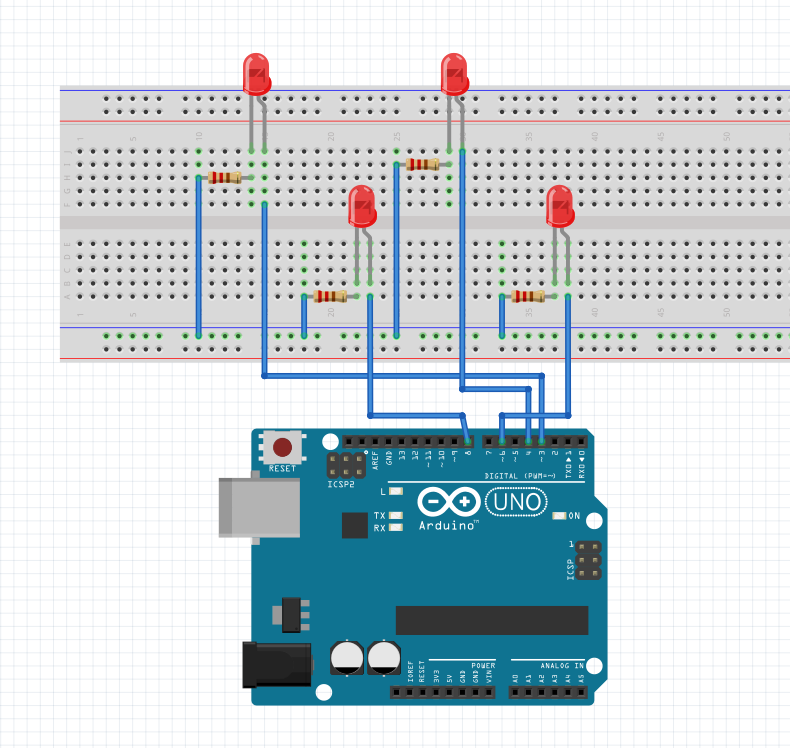 1 5 10 15 20 25 30 35 40 45 50
J
I
H
G
F
E
D
C
B
A
1 5 10 15 20 25 30 35 40 45 50
RESET
ICSP2
AREF
GND
13
12
~11
~10
~9
8
7
~6
~5
4
~3
2
TXD▶1
RXD◀0
DIGITAL (PWM=~)
L
TX
RX
UNO
Arduino™
ON
1
ICSP
POWER
ANALOG IN
IOREF
RESET
3V3
5V
GND
GND
VIN
A0
A1
A2
A3
A4
A5